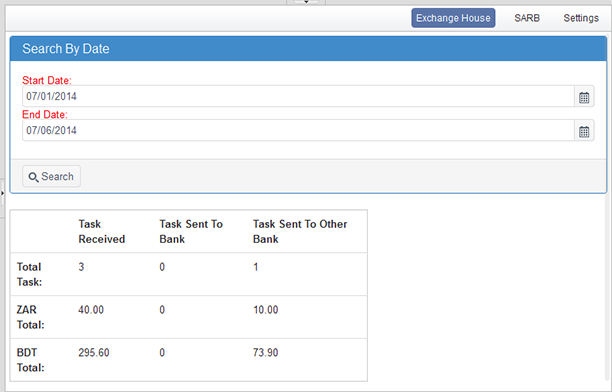 Exchange House SARB Settings
Search By Date
Start Date:
07/01/2014
End Date:
07/06/2014
Search
Task Received Task Sent To Bank Task Sent To Other Bank
Total Task: 3 0 1
ZAR Total: 40.00 0 10.00
BDT Total: 295.60 0 73.90